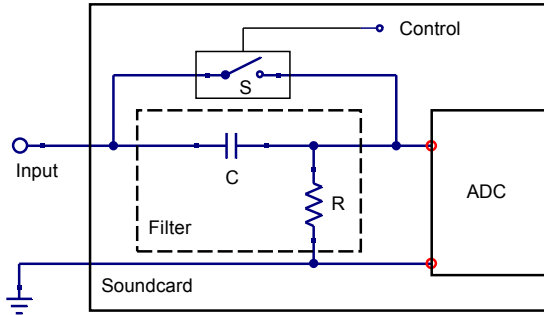 Control
S
Input
C
ADC
R
Filter
Soundcard